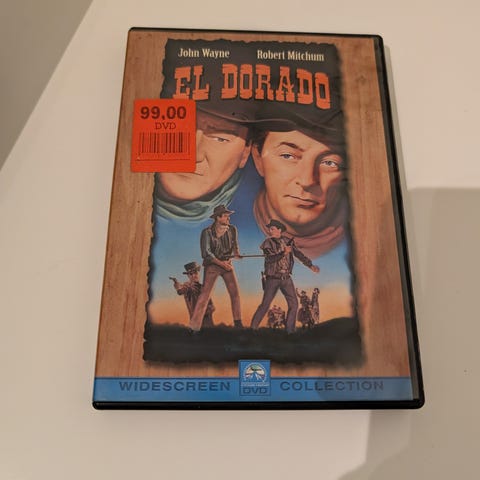 John Wayne Robert Mitchum
EL DORADO
99,00
DVD
WIDESCREEN DVD COLLECTION